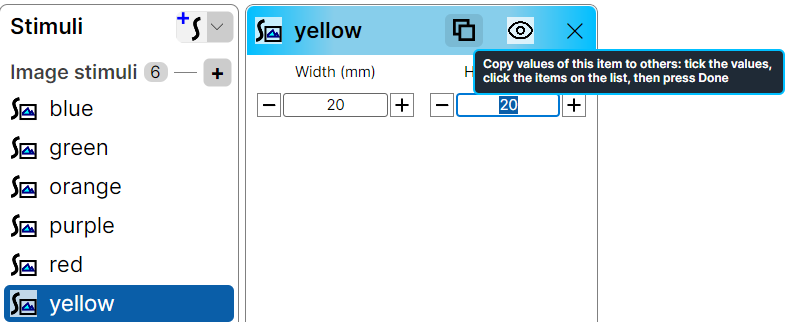 Stimuli
Image stimuli 6
blue
green
orange
purple
red
yellow
yellow
Copy values of this item to others: tick the values,
click the items on the list, then press Done
Width (mm)
H
20
20